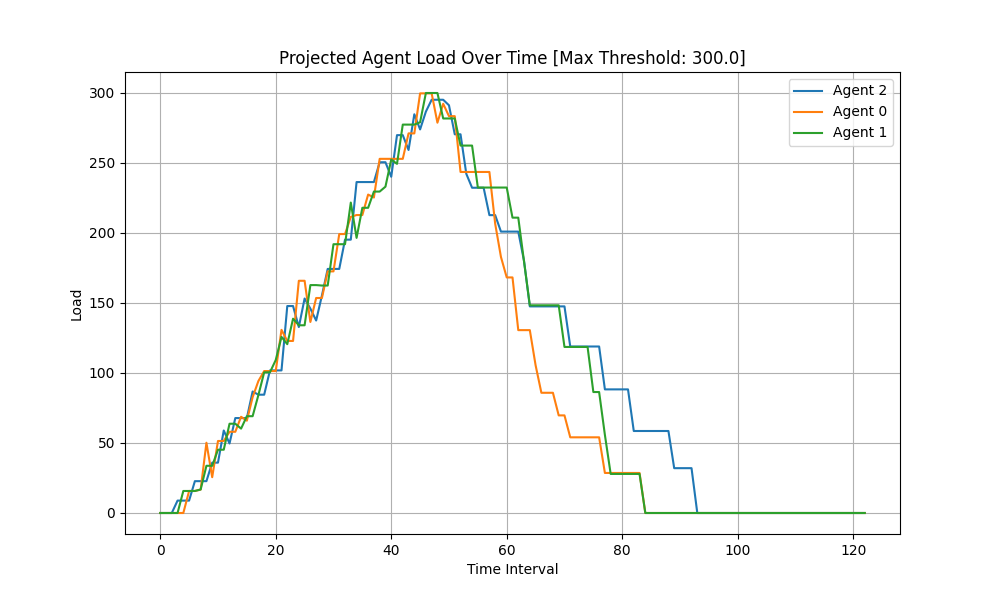 Projected Agent Load Over Time [Max Threshold: 300.0]
Agent 2
Agent 0
Agent 1
Load
300
250
200
150
100
50
0
0 20 40 60 80 100 120
Time Interval